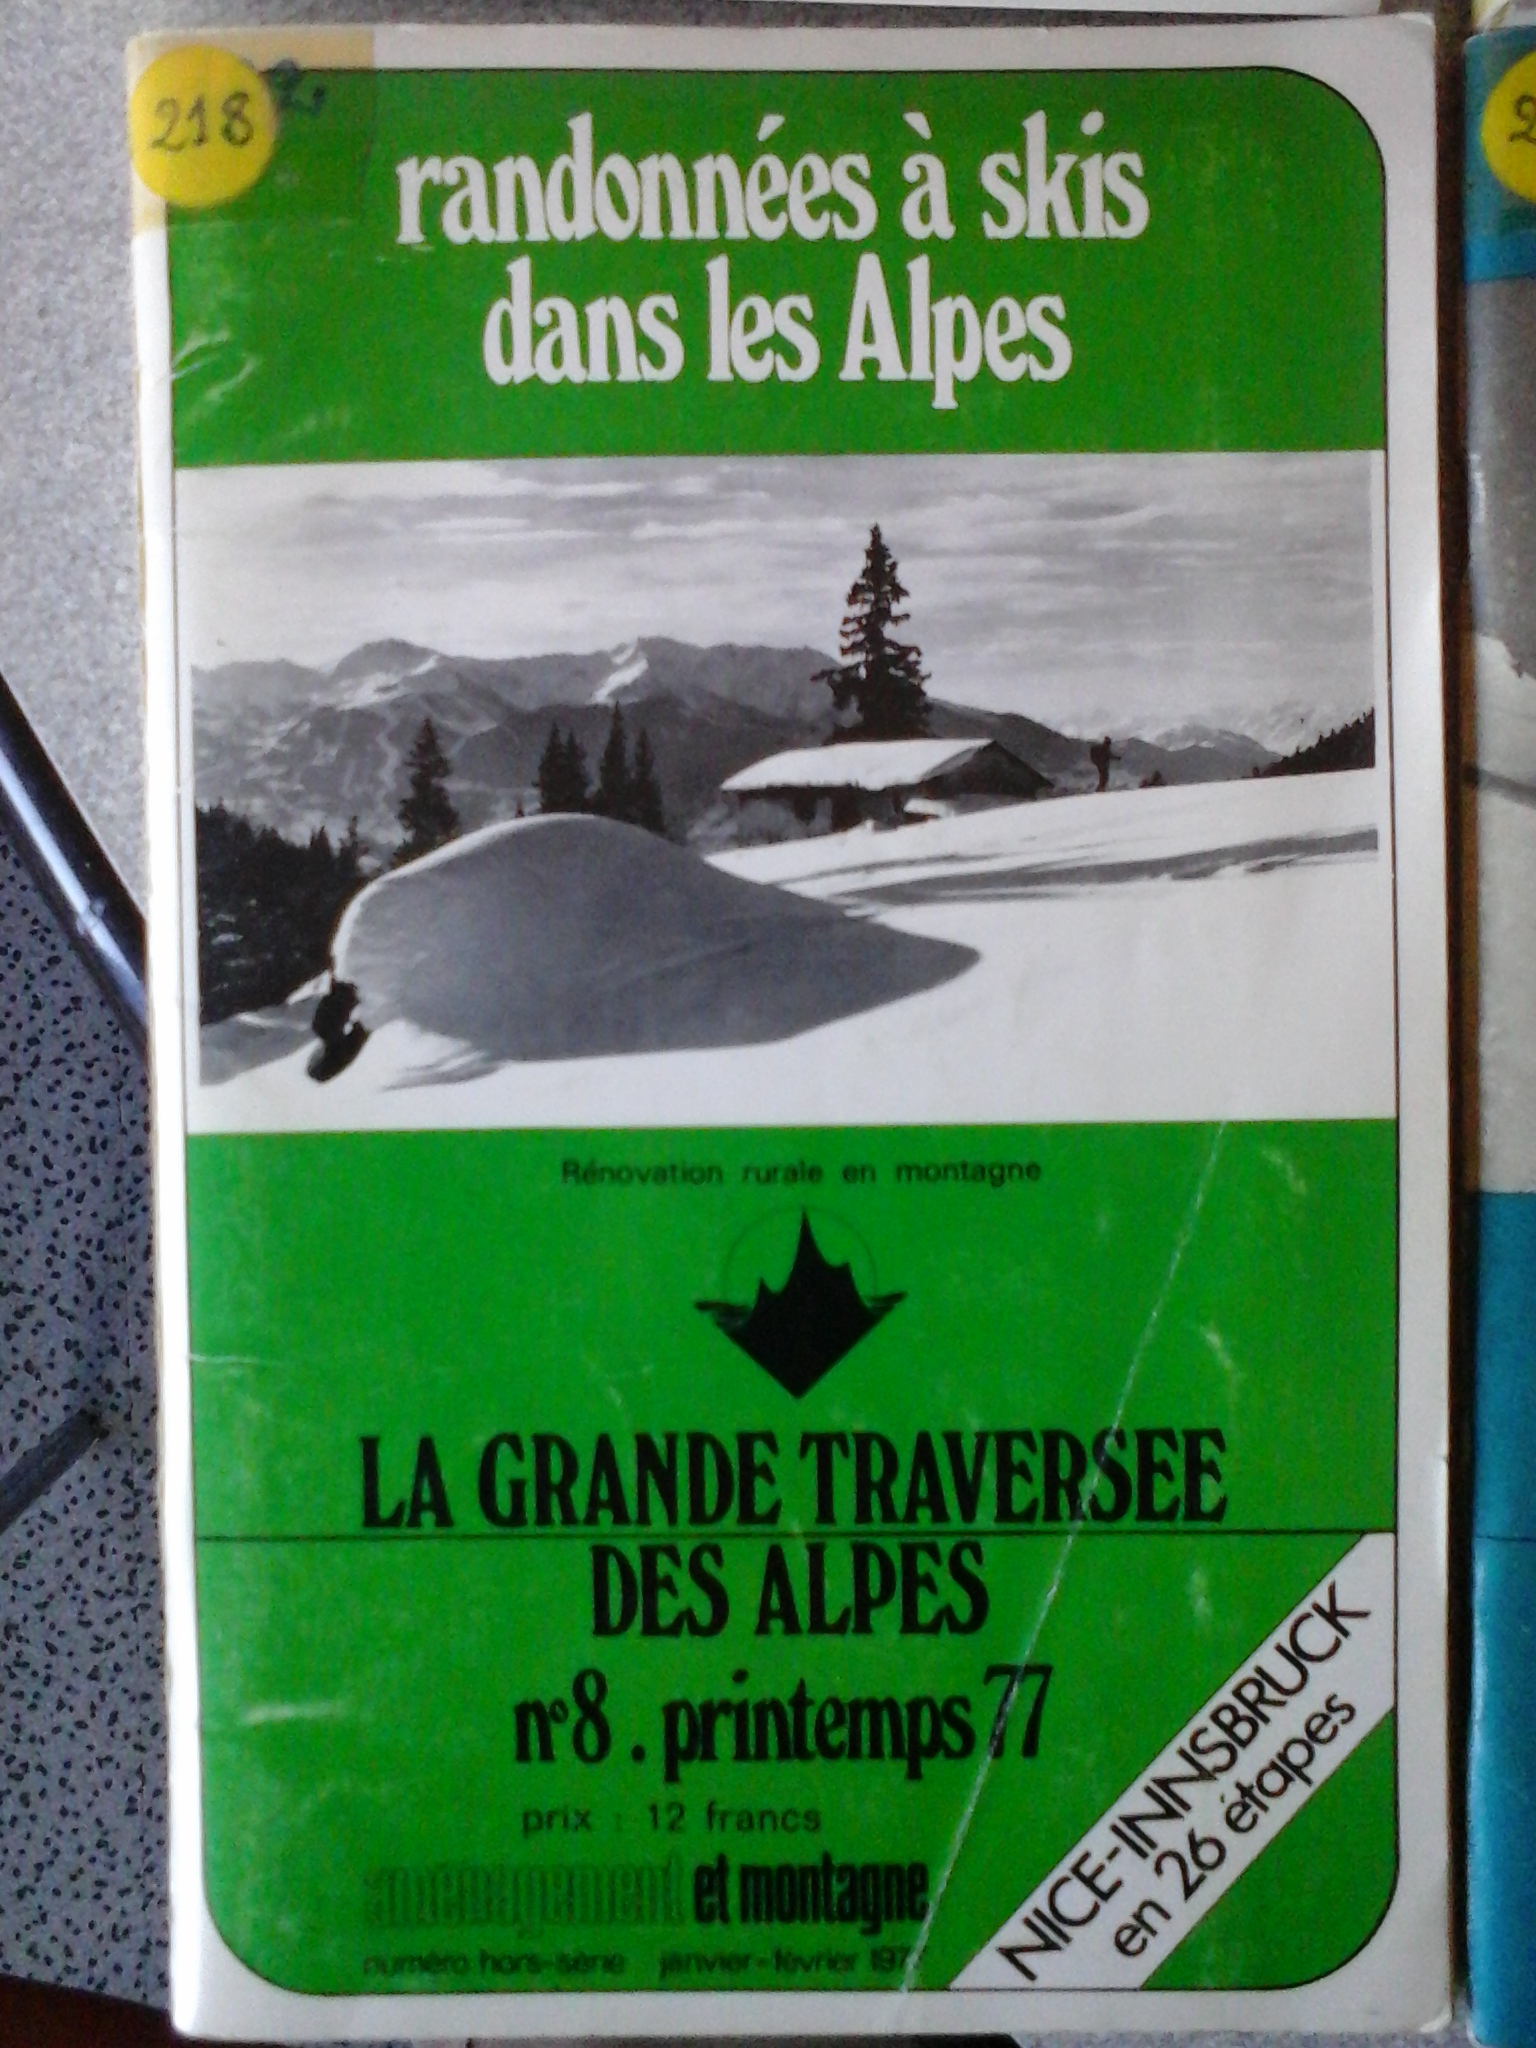 218
randonnées à skis
dans les Alpes
Rénovation rurale en montagne
LA GRANDE TRAVERSEE
DES ALPES
n°8. printemps 77
prix : 12 francs
aménagement et montagne
numéro hors-série janvier-février
NICE-INNSBRUCK
en 26 étapes